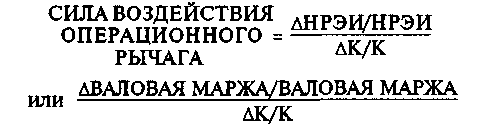 СИЛА ВОЗДЕЙСТВИЯ
ОПЕРАЦИОННОГО = ΔНРЭИ/НРЭИ
РЫЧАГА ΔК/К
или ΔВАЛОВАЯ МАРЖА/ВАЛОВАЯ МАРЖА
ΔК/К